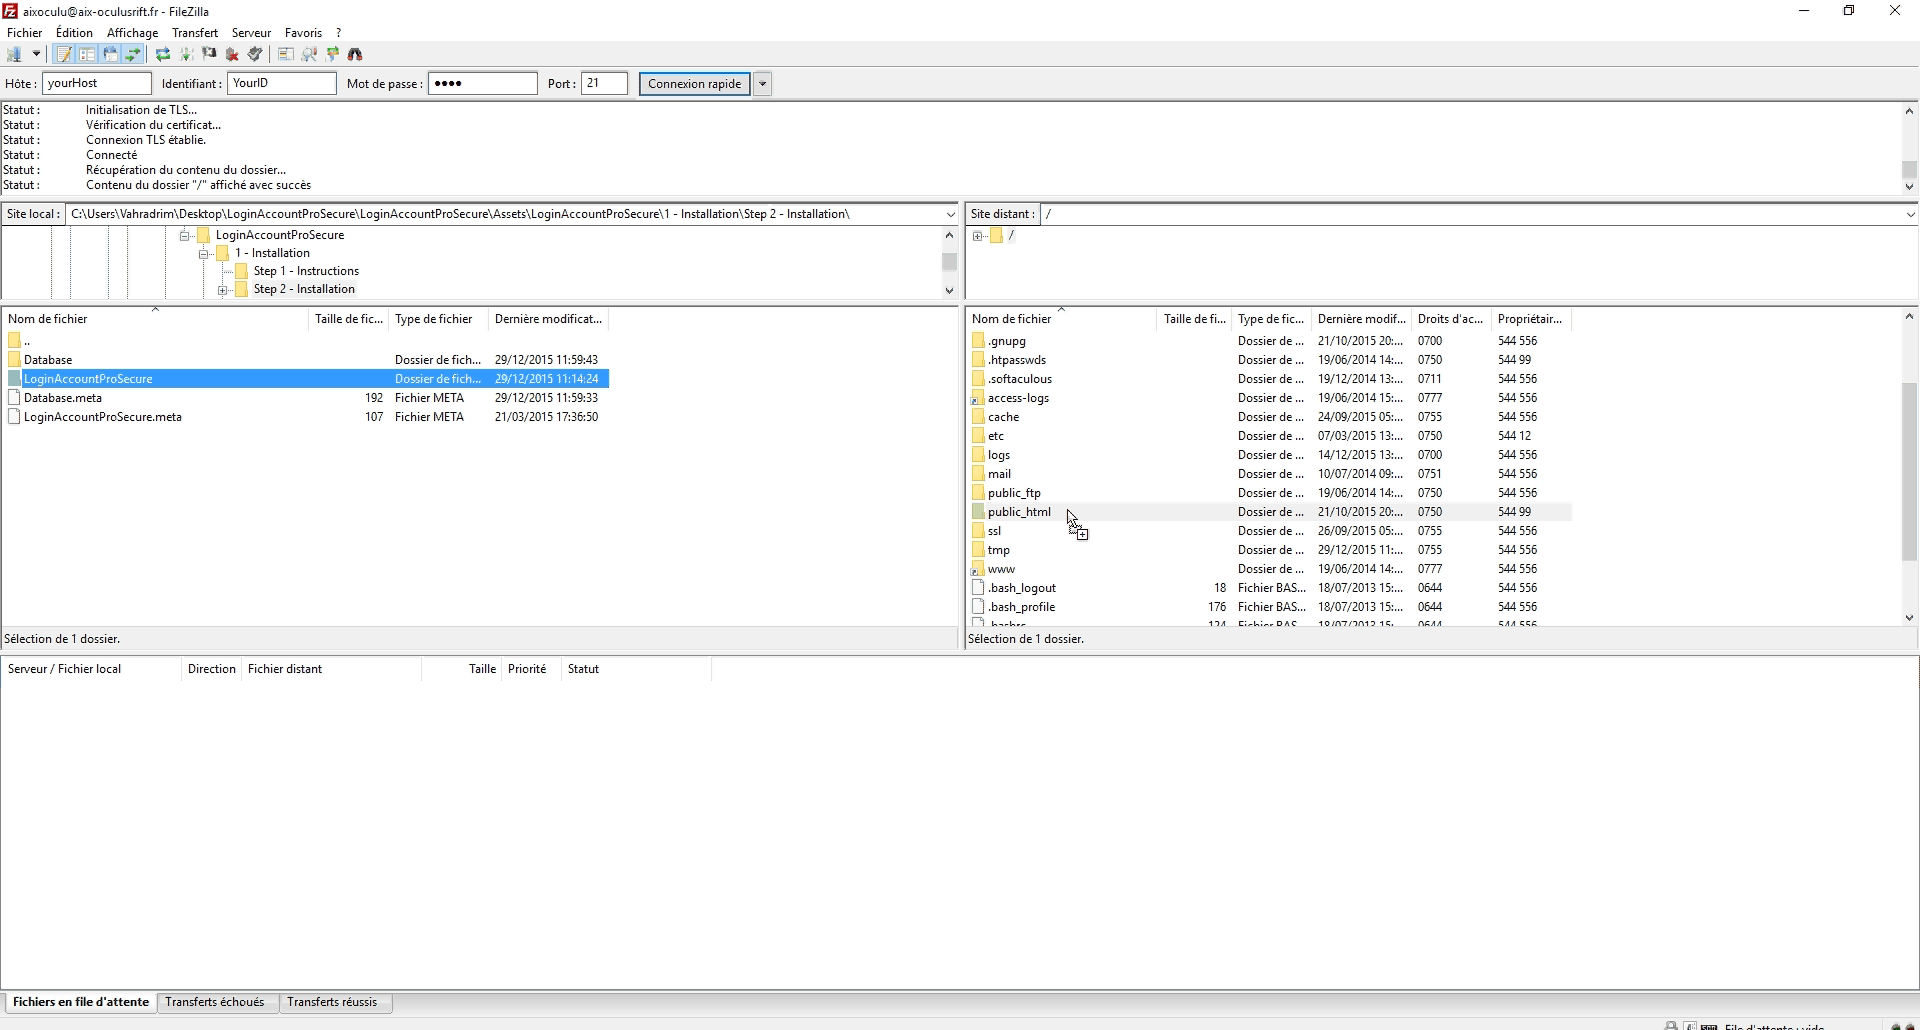 aixoculu@aix-oculusrift.fr - FileZilla
Fichier Édition Affichage Transfert Serveur Favoris ?
Hôte : yourHost Identifiant : YourID Mot de passe : ●●●● Port : 21 Connexion rapide
Statut : Initialisation de TLS...
Statut : Vérification du certificat...
Statut : Connexion TLS établie.
Statut : Connecté
Statut : Récupération du contenu du dossier...
Statut : Contenu du dossier "/" affiché avec succès
Site local : C:\Users\Vahradrim\Desktop\LoginAccountProSecure\LoginAccountProSecure\Assets\LoginAccountProSecure\1 - Installation\Step 2 - Installation\
LoginAccountProSecure
1 - Installation
Step 1 - Instructions
Step 2 - Installation
Site distant : /
/
Nom de fichier Taille de fic... Type de fichier Dernière modificat...
..
Database Dossier de fich... 29/12/2015 11:59:43
LoginAccountProSecure Dossier de fich... 29/12/2015 11:14:24
Database.meta 192 Fichier META 29/12/2015 11:59:33
LoginAccountProSecure.meta 107 Fichier META 21/03/2015 17:36:50
Sélection de 1 dossier.
Nom de fichier Taille de fi... Type de fic... Dernière modif... Droits d'ac... Propriétair...
.gnupg Dossier de ... 21/10/2015 20:... 0700 544 556
.htpasswds Dossier de ... 19/06/2014 14:... 0750 544 99
.softaculous Dossier de ... 19/12/2014 13:... 0711 544 556
access-logs Dossier de ... 19/06/2014 15:... 0777 544 556
cache Dossier de ... 24/09/2015 05:... 0755 544 556
etc Dossier de ... 07/03/2015 13:... 0750 544 12
logs Dossier de ... 14/12/2015 13:... 0700 544 556
mail Dossier de ... 10/07/2014 09:... 0751 544 556
public_ftp Dossier de ... 19/06/2014 14:... 0750 544 556
public_html Dossier de ... 21/10/2015 20:... 0750 544 99
ssl Dossier de ... 26/09/2015 05:... 0755 544 556
tmp Dossier de ... 29/12/2015 11:... 0755 544 556
www Dossier de ... 19/06/2014 14:... 0777 544 556
.bash_logout 18 Fichier BAS... 18/07/2013 15:... 0644 544 556
.bash_profile 176 Fichier BAS... 18/07/2013 15:... 0644 544 556
.bashrc 124 Fichier BAS... 18/07/2013 15:... 0644 544 556
Sélection de 1 dossier.
Serveur / Fichier local Direction Fichier distant Taille Priorité Statut
Fichiers en file d'attente Transferts échoués Transferts réussis
File d'attente : vide